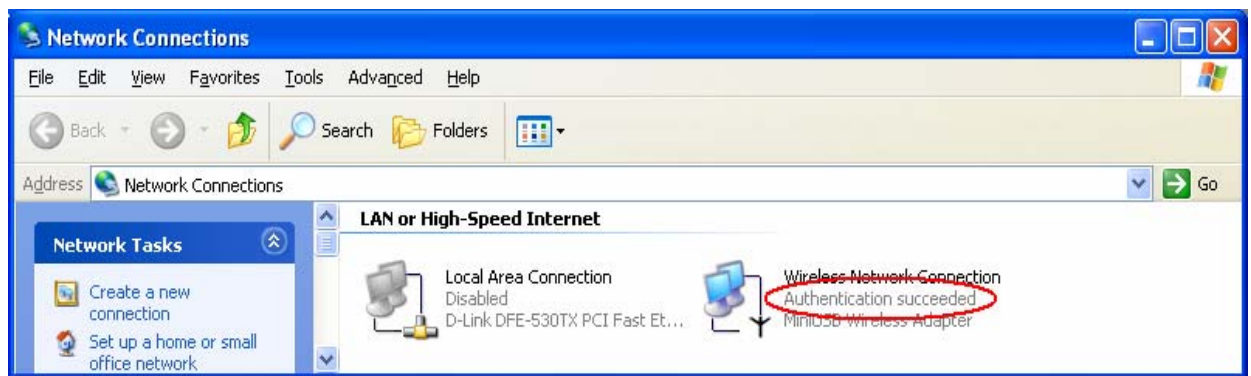 Network Connections
File Edit View Favorites Tools Advanced Help
Back Search Folders
Address Network Connections Go
Network Tasks
Create a new
connection
Set up a home or small
office network
LAN or High-Speed Internet
Local Area Connection
Disabled
D-Link DFE-530TX PCI Fast Et...
Wireless Network Connection
Authentication succeeded
MiniUSB Wireless Adapter